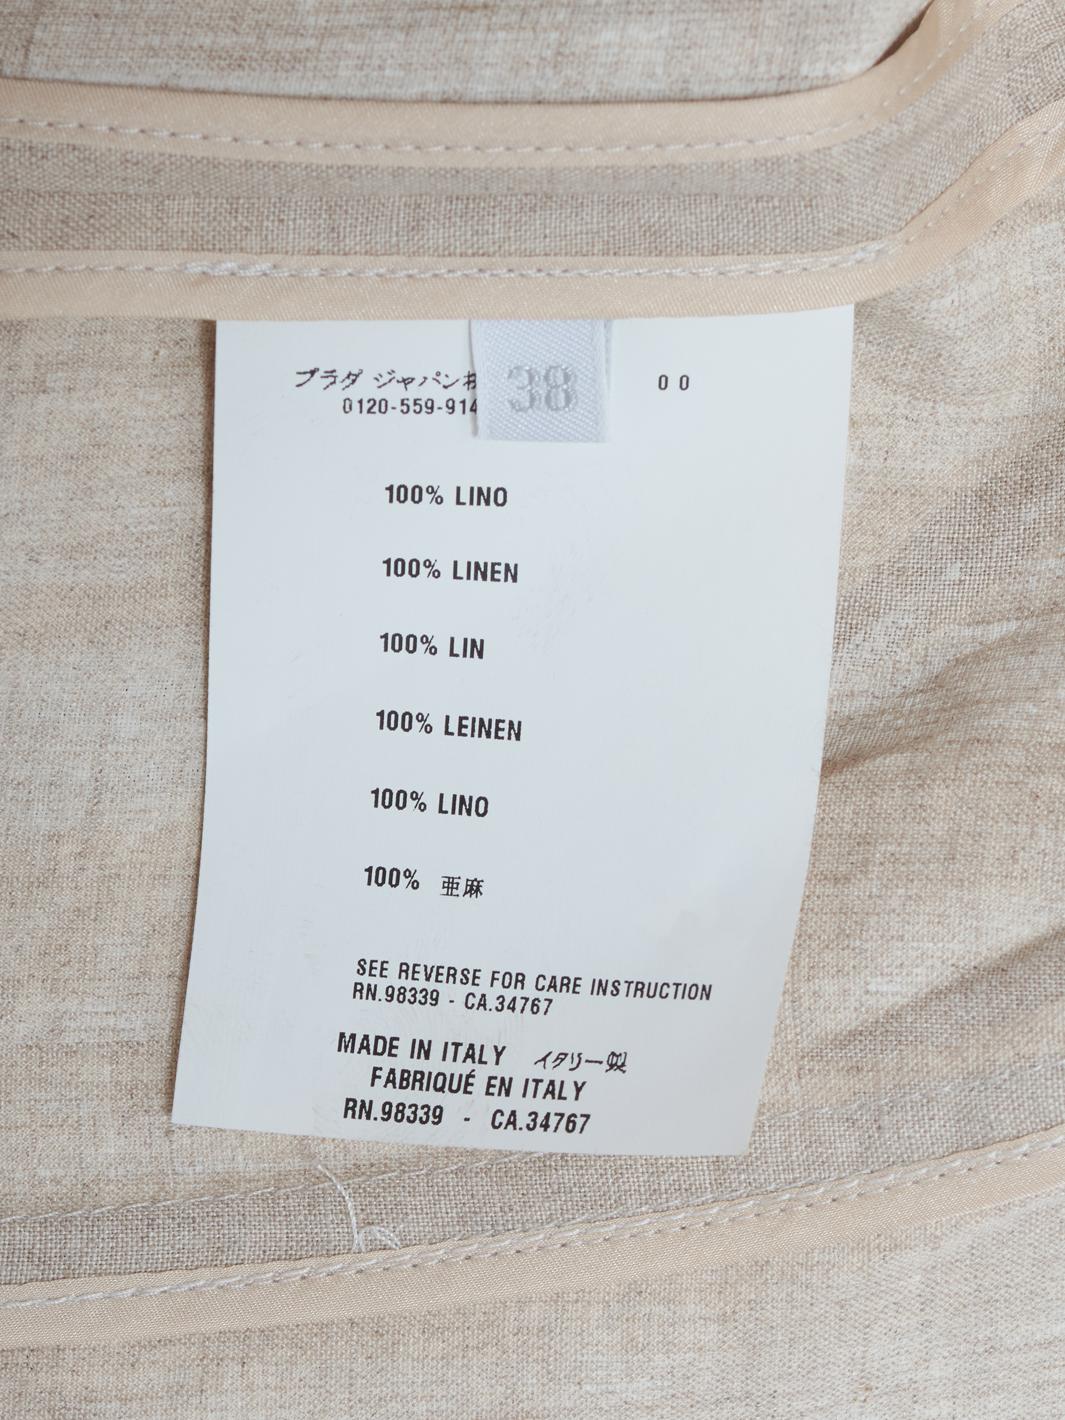 プラダ ジャパン株
38
00
0120-559-914
100% LINO
100% LINEN
100% LIN
100% LEINEN
100% LINO
100% 亜麻
SEE REVERSE FOR CARE INSTRUCTION
RN.98339 - CA.34767
MADE IN ITALY イタリー製
FABRIQUÉ EN ITALY
RN.98339 - CA.34767